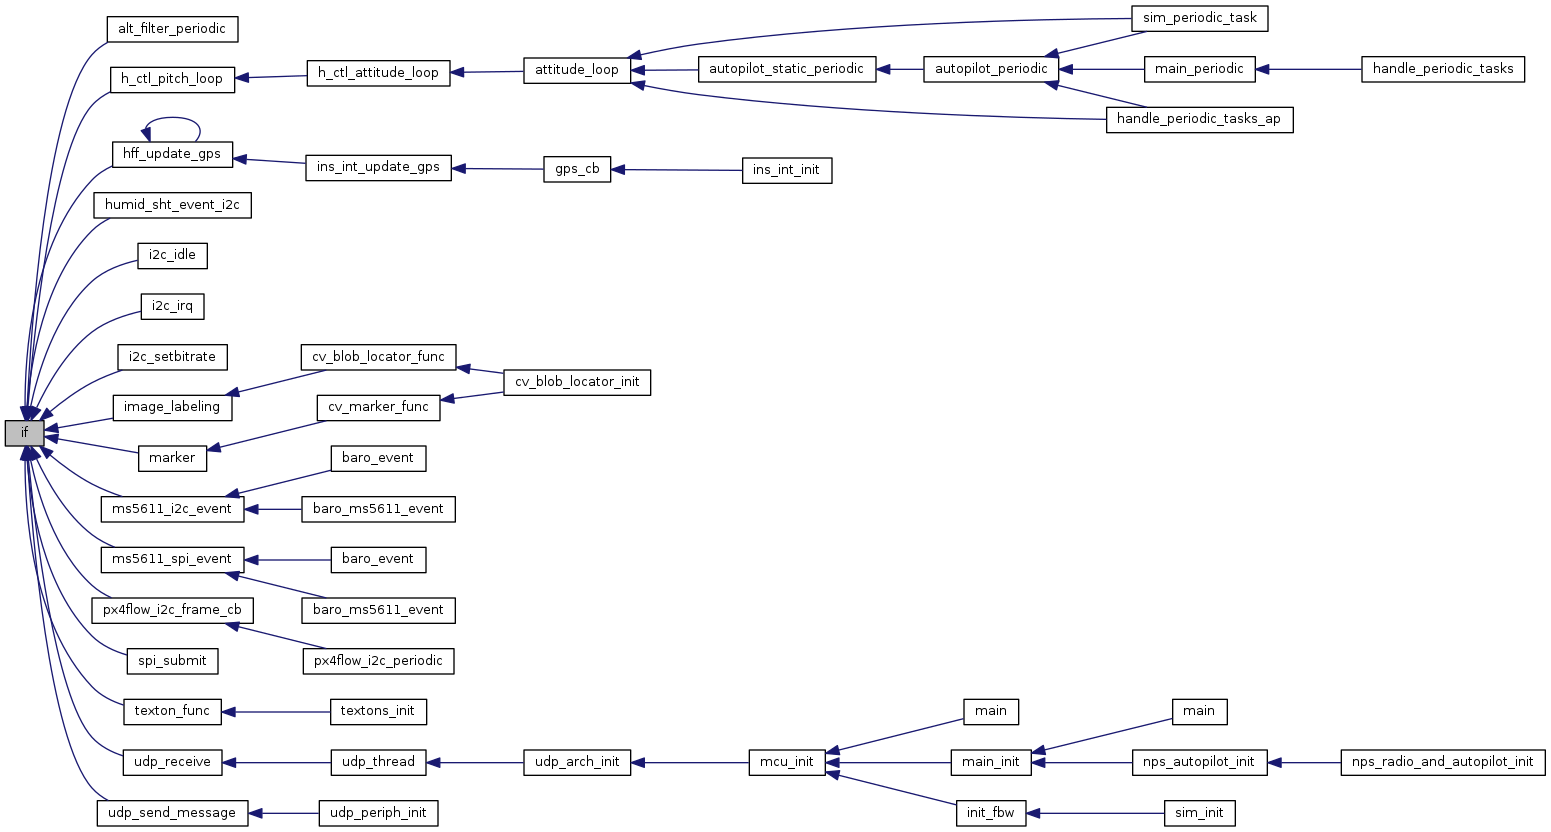 alt_filter_periodic
sim_periodic_task
h_ctl_pitch_loop
h_ctl_attitude_loop
attitude_loop
autopilot_static_periodic
autopilot_periodic
main_periodic
handle_periodic_tasks
handle_periodic_tasks_ap
hff_update_gps
ins_int_update_gps
gps_cb
ins_int_init
humid_sht_event_i2c
i2c_idle
i2c_irq
i2c_setbitrate
cv_blob_locator_func
cv_blob_locator_init
image_labeling
cv_marker_func
if
marker
baro_event
ms5611_i2c_event
baro_ms5611_event
ms5611_spi_event
baro_event
px4flow_i2c_frame_cb
baro_ms5611_event
spi_submit
px4flow_i2c_periodic
texton_func
textons_init
main
main
udp_receive
udp_thread
udp_arch_init
mcu_init
main_init
nps_autopilot_init
nps_radio_and_autopilot_init
udp_send_message
udp_periph_init
init_fbw
sim_init